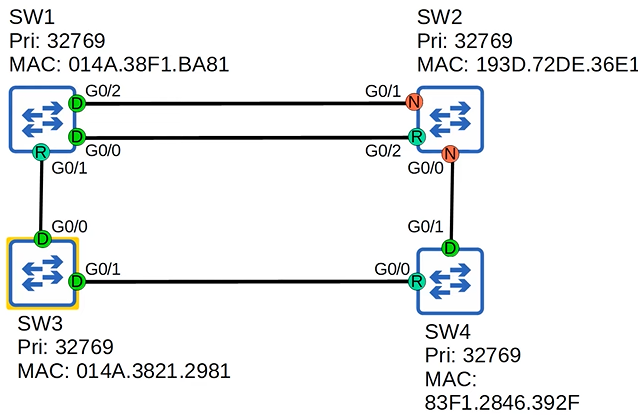 SW1
Pri: 32769
MAC: 014A.38F1.BA81
SW2
Pri: 32769
MAC: 193D.72DE.36E1
D
G0/2
G0/1
N
D
G0/0
R
G0/2
R
G0/1
N
G0/0
D
G0/0
G0/1
D
D
G0/1
G0/0
R
SW3
Pri: 32769
MAC: 014A.3821.2981
SW4
Pri: 32769
MAC:
83F1.2846.392F